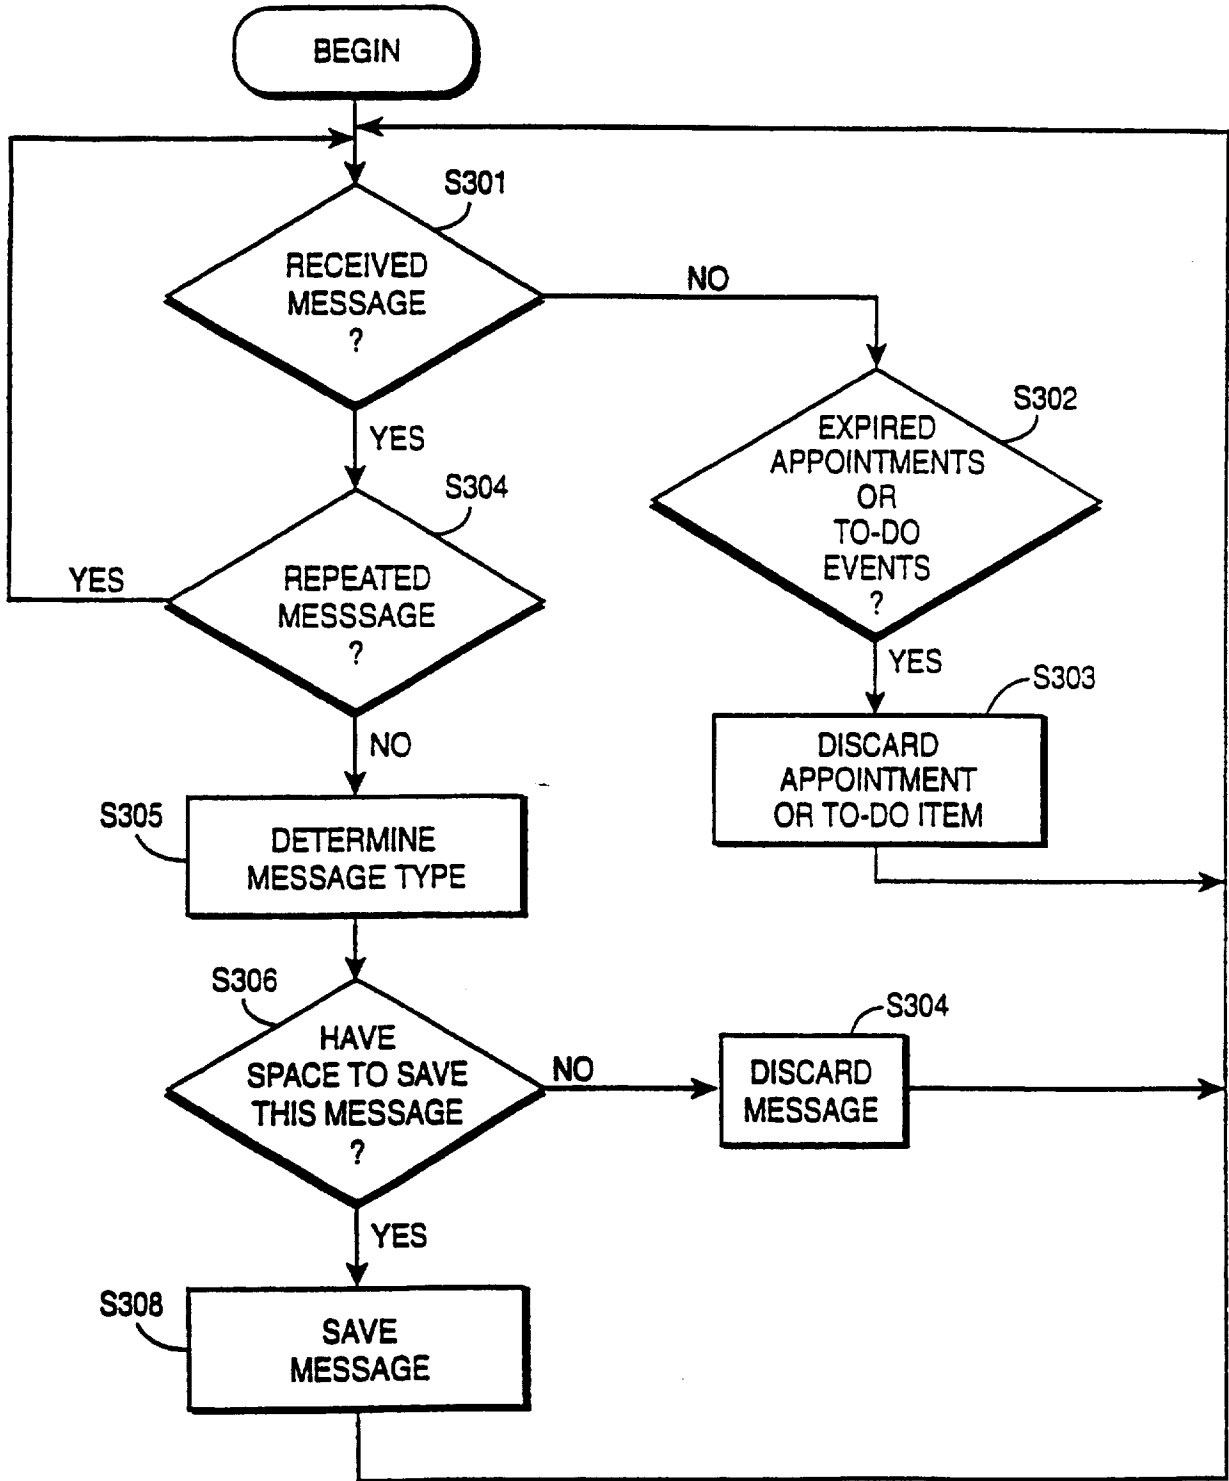 BEGIN
S301
RECEIVED
MESSAGE
?
NO
YES
S302
EXPIRED
APPOINTMENTS
OR
TO-DO
EVENTS
?
YES
S303
DISCARD
APPOINTMENT
OR TO-DO ITEM
S304
REPEATED
MESSSAGE
?
YES
NO
S305
DETERMINE
MESSAGE TYPE
S306
HAVE
SPACE TO SAVE
THIS MESSAGE
?
NO
S304
DISCARD
MESSAGE
YES
S308
SAVE
MESSAGE